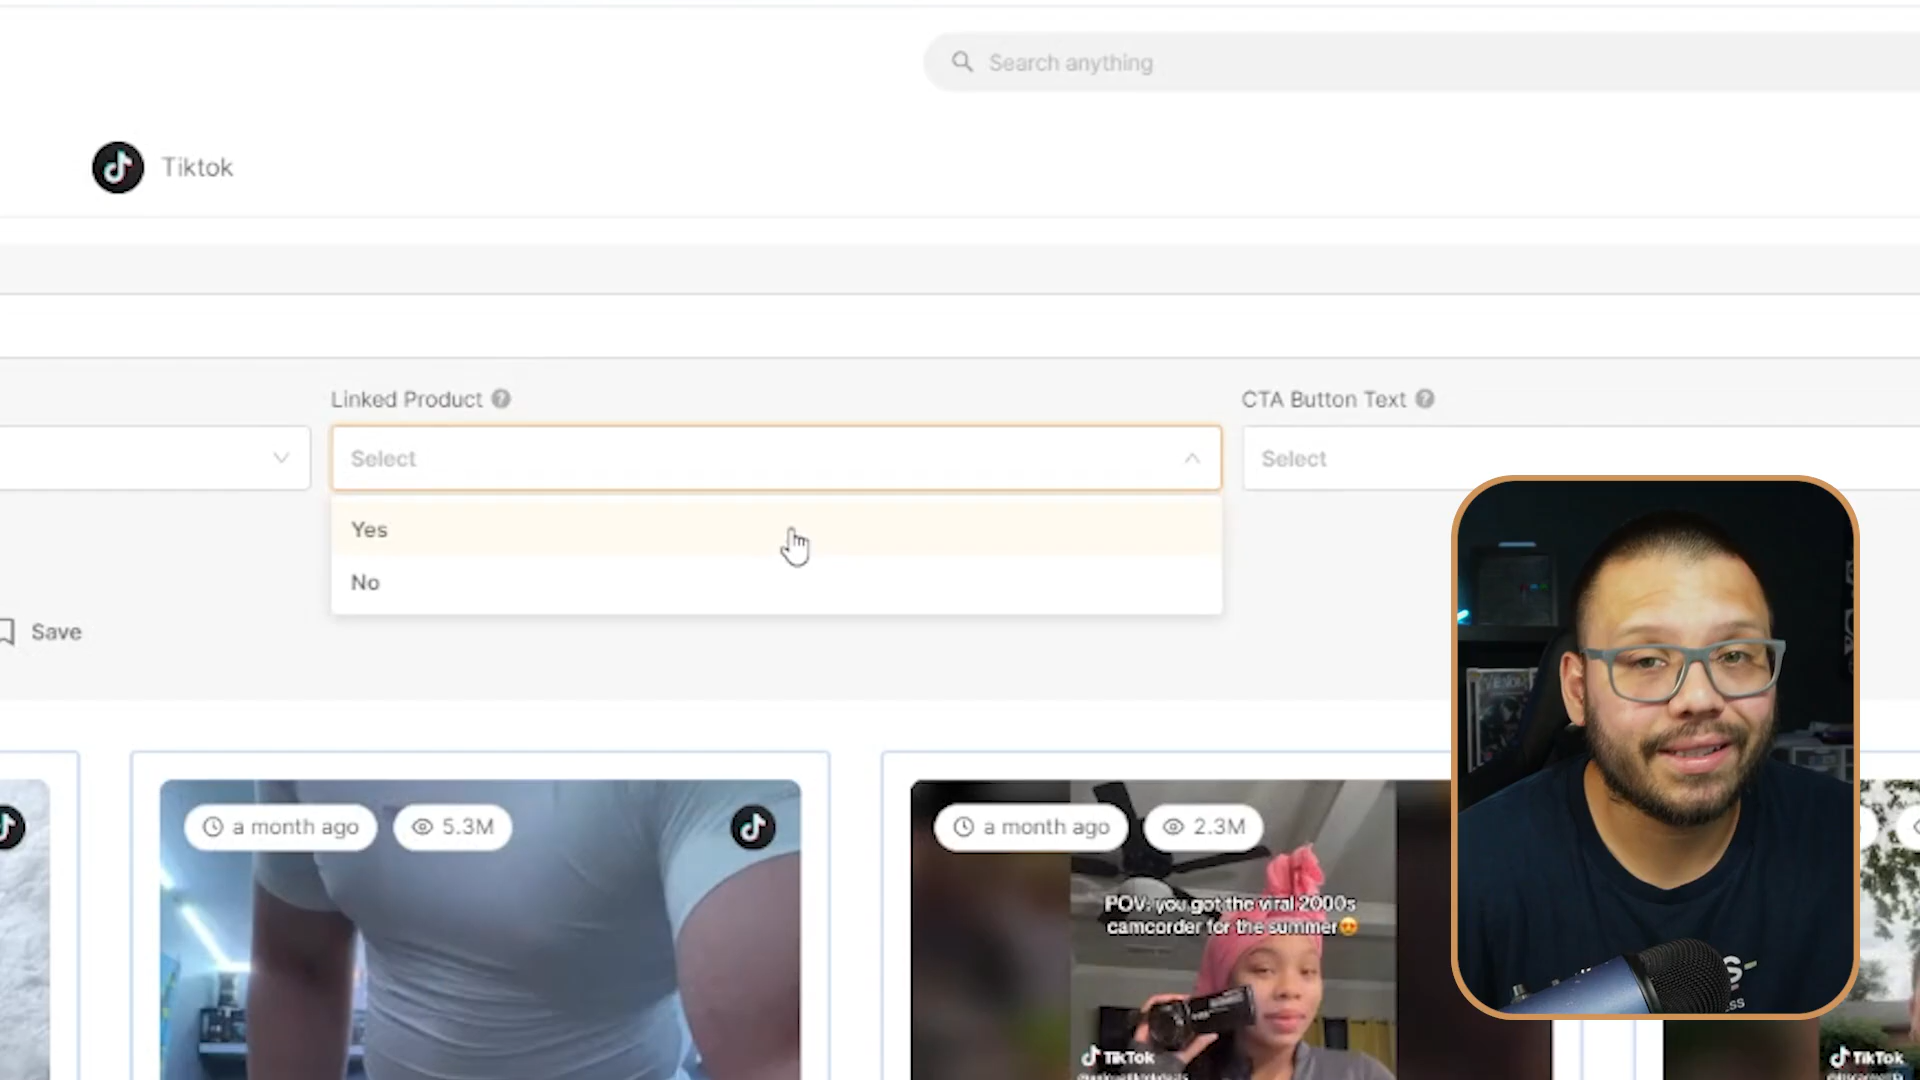 Search anything
Tiktok
Linked Product
CTA Button Text
Select
Select
Yes
No
Save
a month ago
5.3M
a month ago
2.3M
POV: you got the viral 2000s
camcorder for the summer😍
TikTok
TikTok